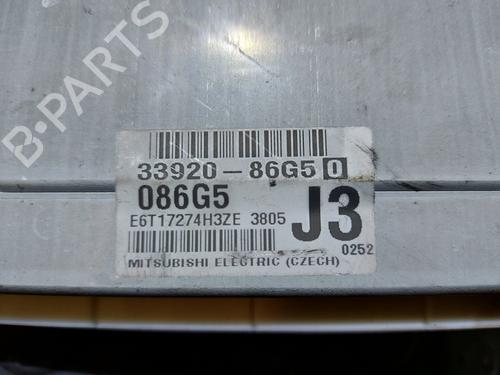 B-PARTS
33920-86G5 0
086G5
E6T17274H3ZE 3805
J3
0252
MITSUBISHI ELECTRIC (CZECH)